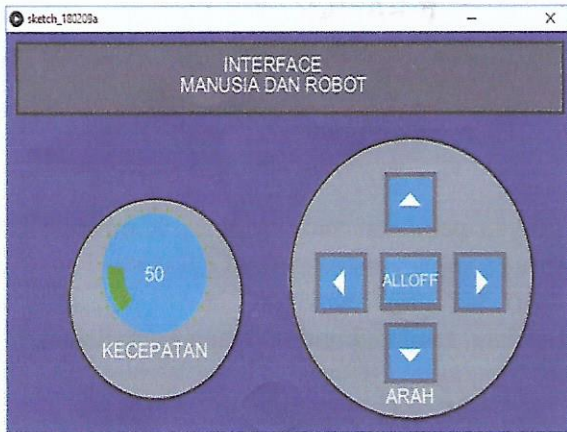 sketch_180209a
INTERFACE
MANUSIA DAN ROBOT
50
KECEPATAN
ALLOFF
ARAH